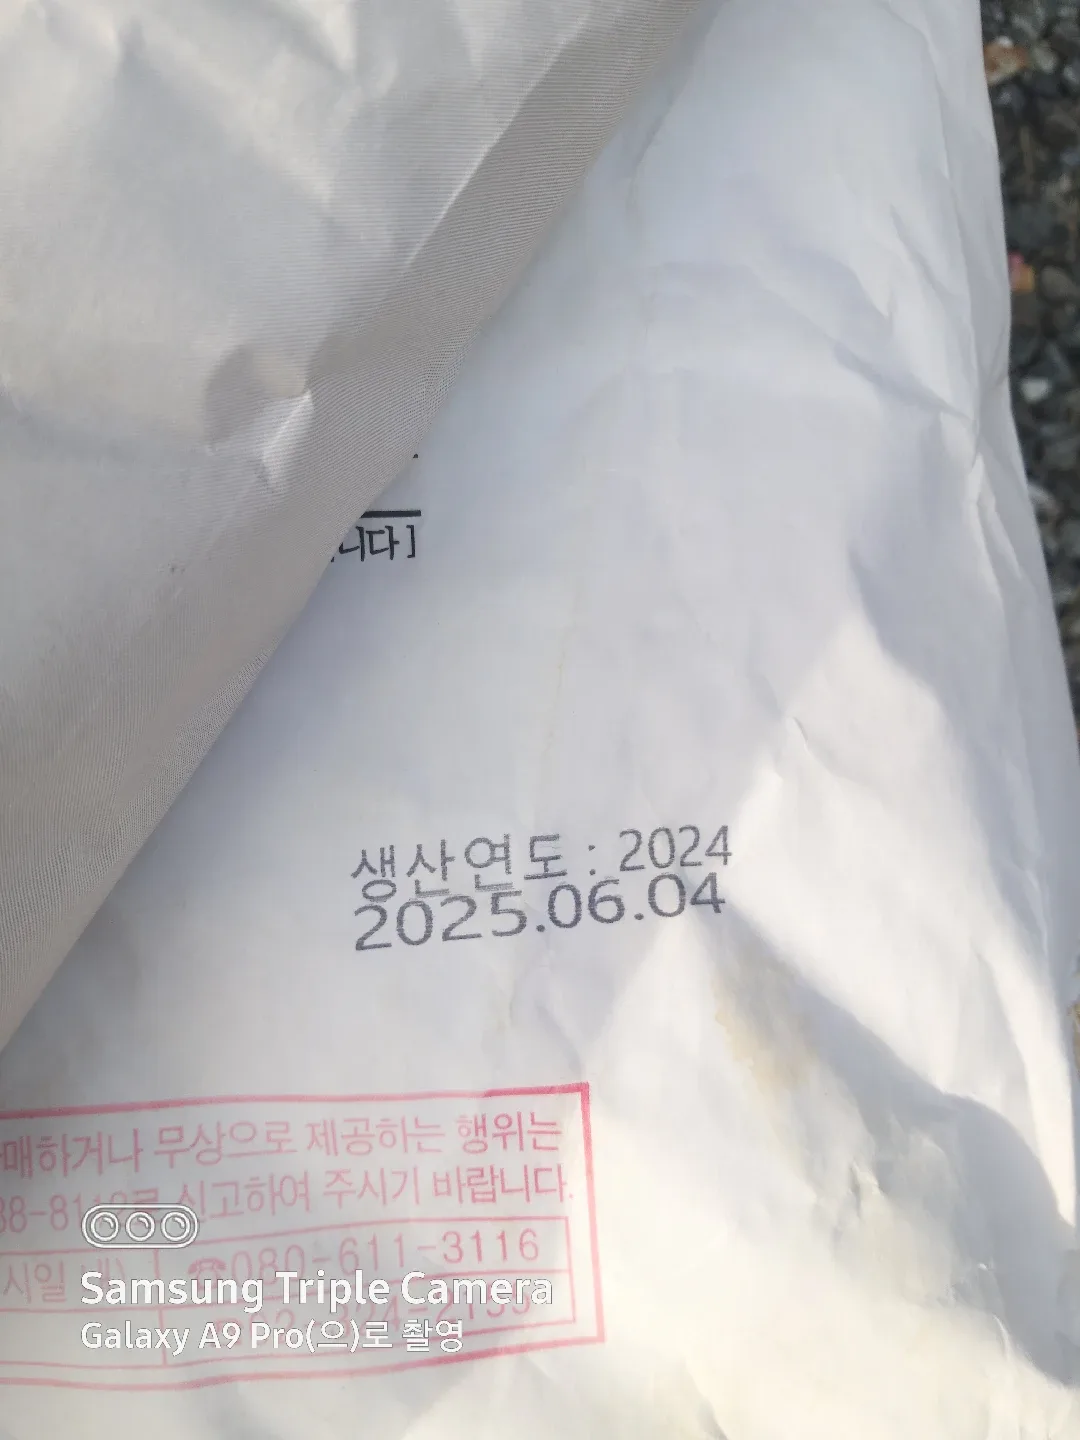 니다]
생산연도 : 2024
2025.06.04
매하거나 무상으로 제공하는 행위는
신고하여 주시기 바랍니다.
시일
☎080-611-3116
Samsung Triple Camera
Galaxy A9 Pro(으)로 촬영